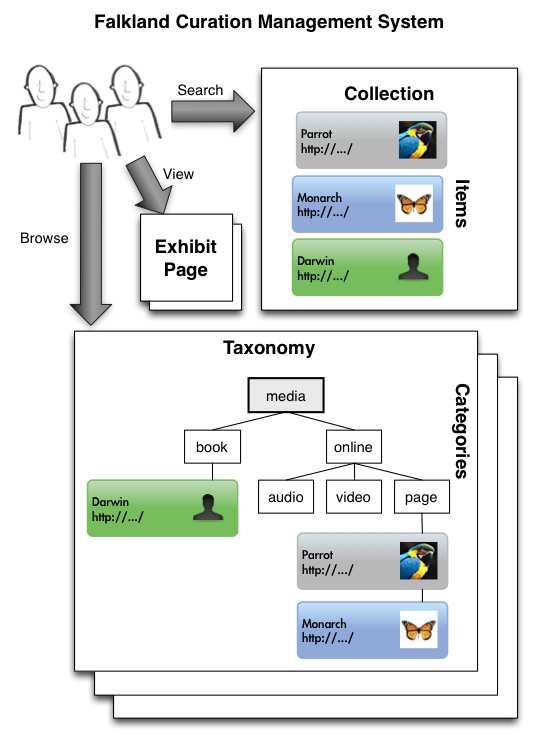 Falkland Curation Management System
Search
View
Browse
Exhibit
Page
Collection
Parrot
http://.../
Monarch
http://.../
Darwin
http://.../
Items
Taxonomy
Categories
media
book
online
audio
video
page
Darwin
http://.../
Parrot
http://.../
Monarch
http://.../